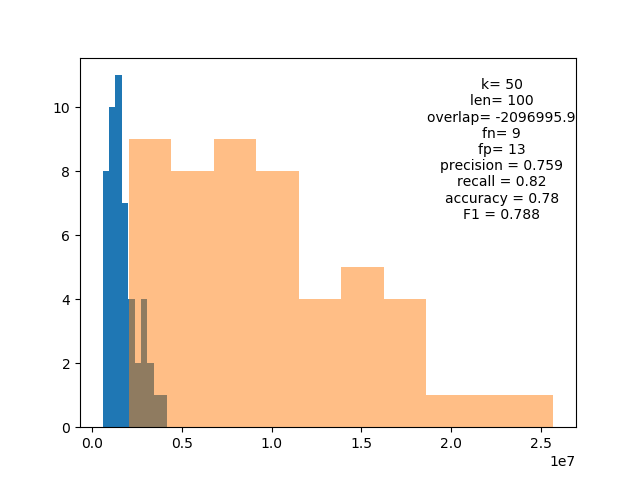 k= 50
len= 100
overlap= -2096995.9
fn= 9
fp= 13
precision = 0.759
recall = 0.82
accuracy = 0.78
F1 = 0.788
10
8
6
4
2
0
0.0 0.5 1.0 1.5 2.0 2.5
1e7